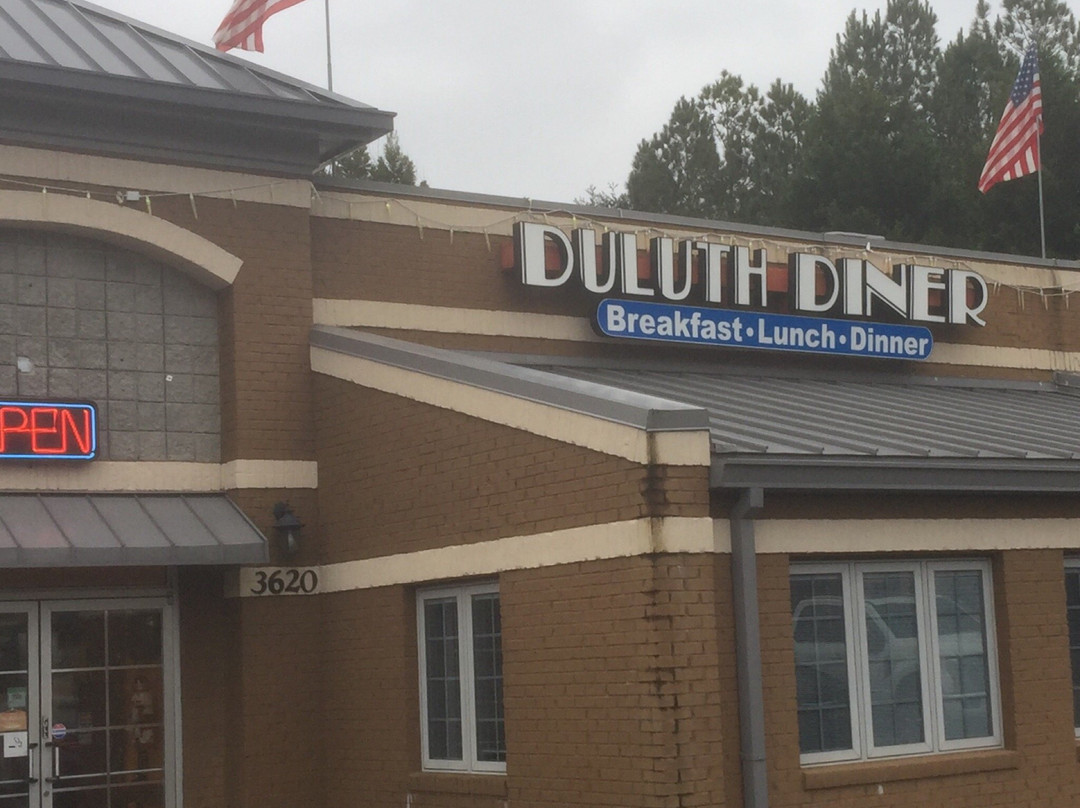 DULUTH DINER
Breakfast • Lunch • Dinner
PEN
3620